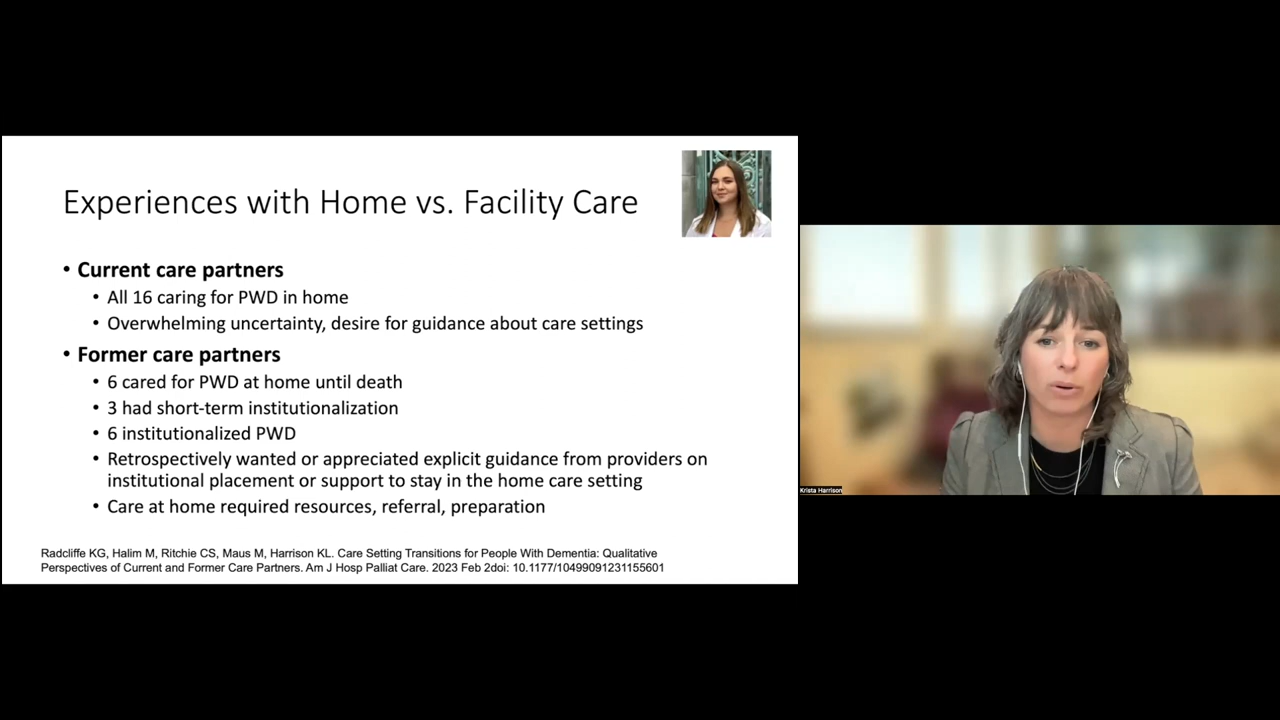 Experiences with Home vs. Facility Care
• Current care partners
• All 16 caring for PWD in home
• Overwhelming uncertainty, desire for guidance about care settings
• Former care partners
• 6 cared for PWD at home until death
• 3 had short-term institutionalization
• 6 institutionalized PWD
• Retrospectively wanted or appreciated explicit guidance from providers on
institutional placement or support to stay in the home care setting
• Care at home required resources, referral, preparation
Radcliffe KG, Halim M, Ritchie CS, Maus M, Harrison KL. Care Setting Transitions for People With Dementia: Qualitative
Perspectives of Current and Former Care Partners. Am J Hosp Palliat Care. 2023 Feb 2doi: 10.1177/10499091231155601
Krista Harrison